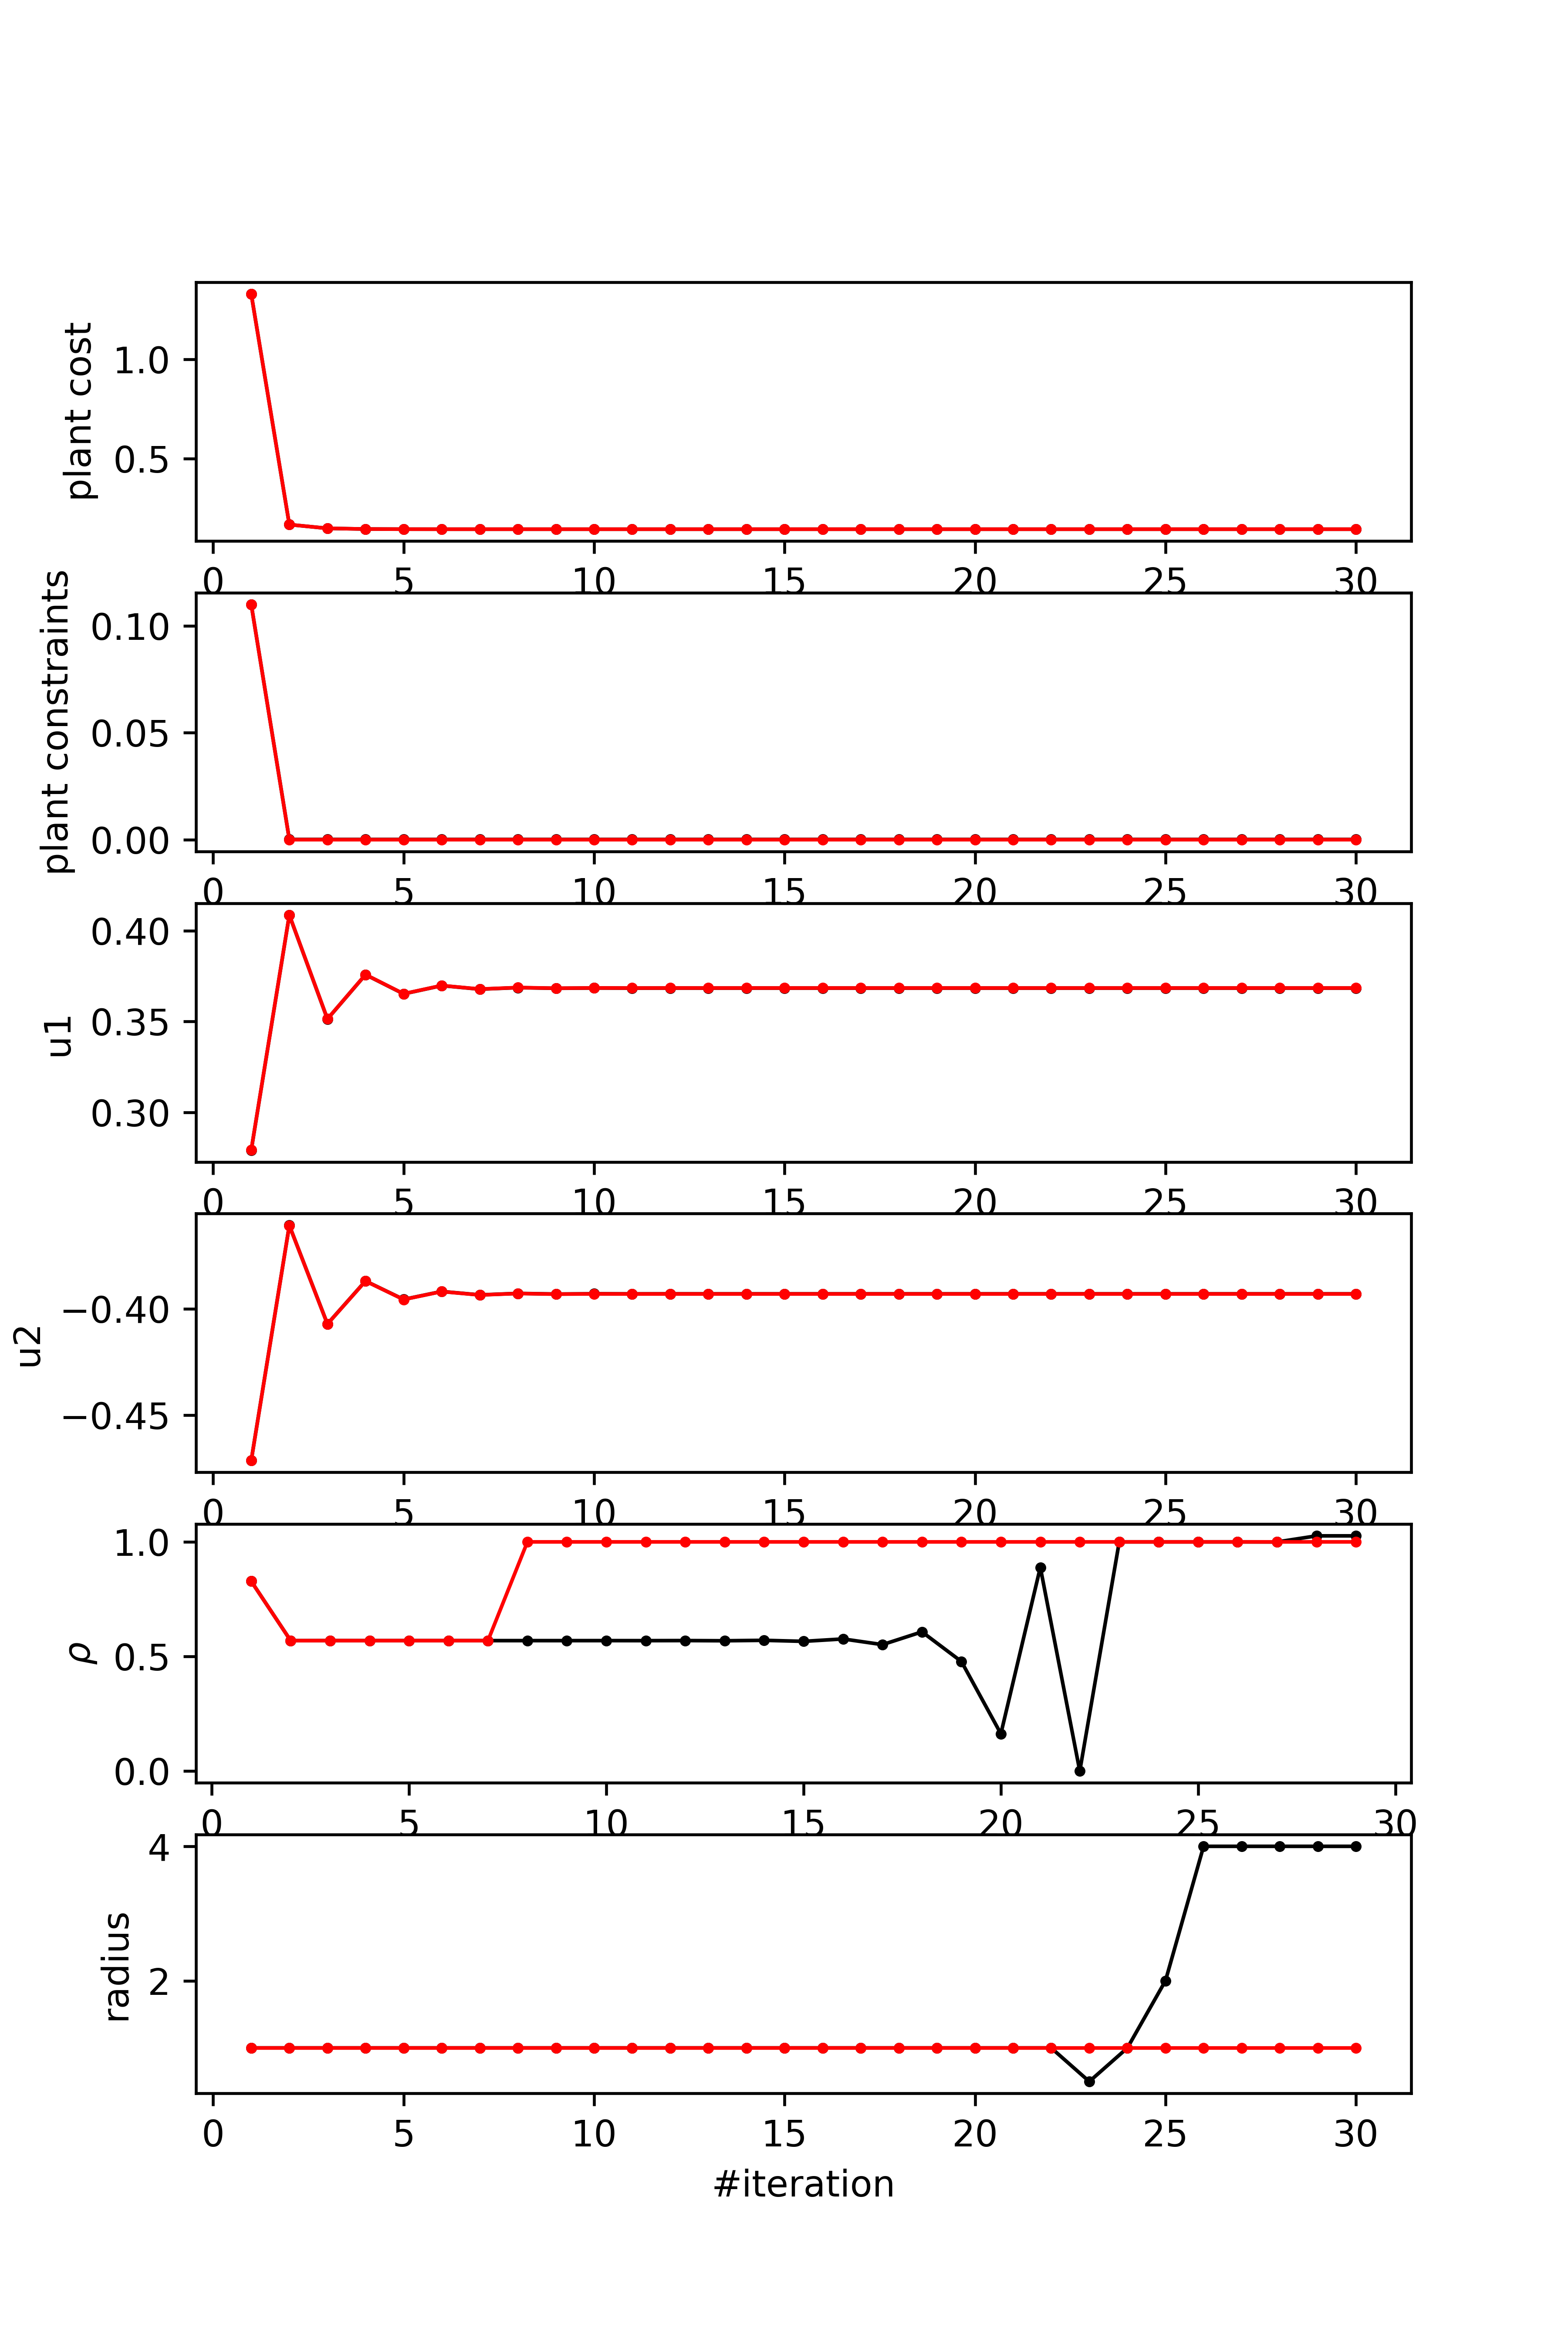 plant cost
1.0
0.5
0 5 10 15 20 25 30
plant constraints
0.10
0.05
0.00
0 5 10 15 20 25 30
u1
0.40
0.35
0.30
0 5 10 15 20 25 30
u2
−0.40
−0.45
0 5 10 15 20 25 30
ρ
1.0
0.5
0.0
0 5 10 15 20 25 30
radius
4
2
0 5 10 15 20 25 30
#iteration